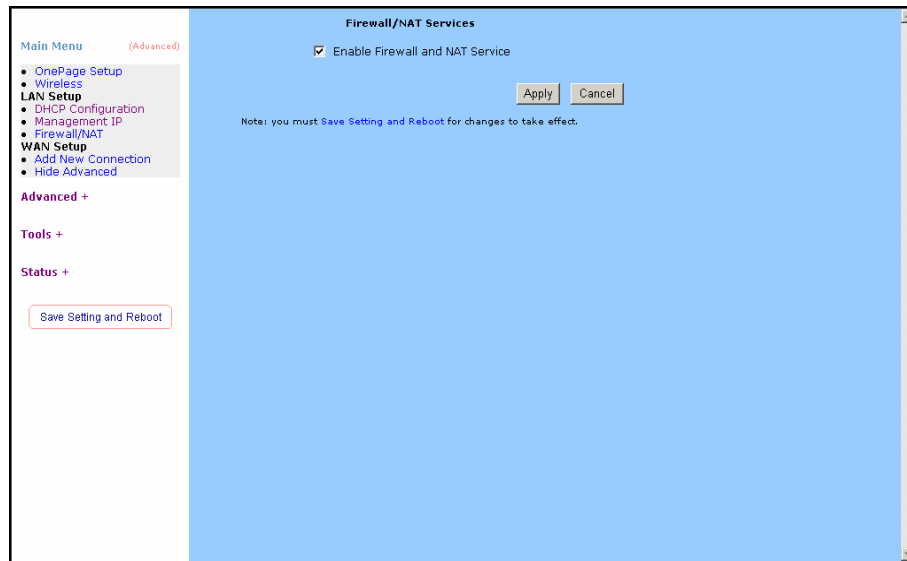 Main Menu (Advanced)
OnePage Setup
Wireless
LAN Setup
DHCP Configuration
Management IP
Firewall/NAT
WAN Setup
Add New Connection
Hide Advanced
Advanced +
Tools +
Status +
Save Setting and Reboot
Firewall/NAT Services
Enable Firewall and NAT Service
Apply Cancel
Note: you must Save Setting and Reboot for changes to take effect.